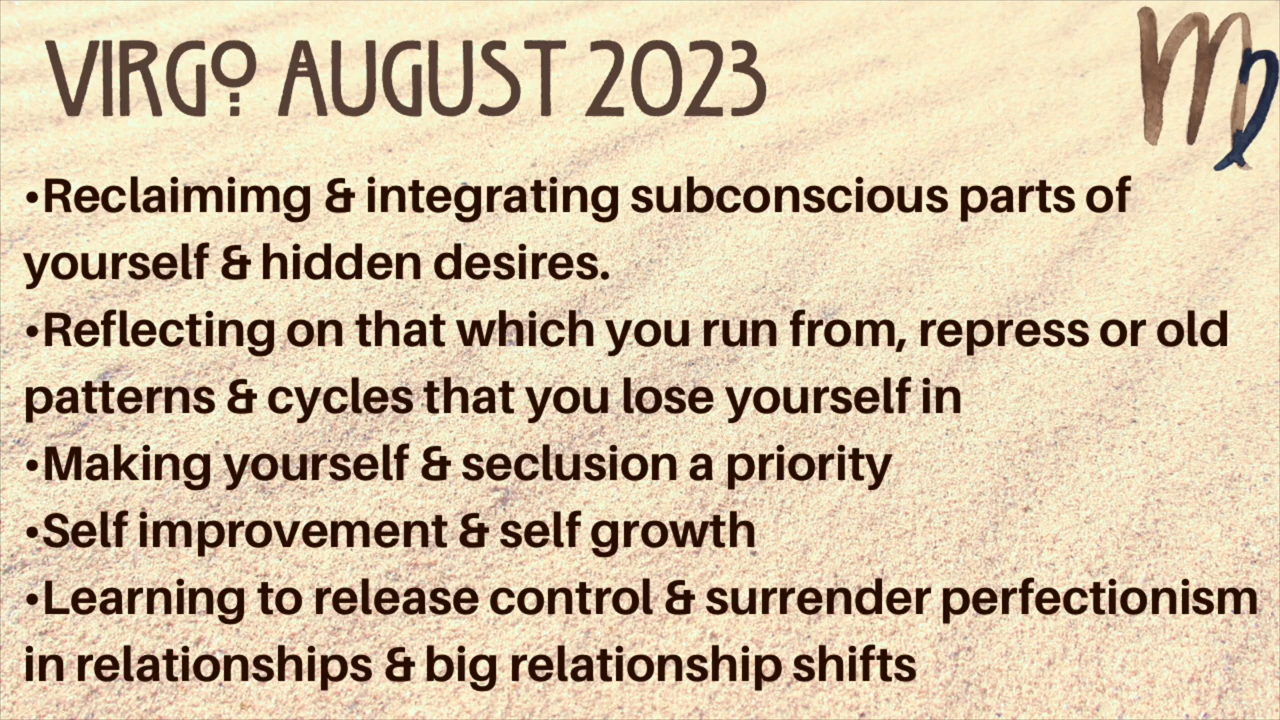 VIRGO AUGUST 2023
•Reclaimimg & integrating subconscious parts of
yourself & hidden desires.
•Reflecting on that which you run from, repress or old
patterns & cycles that you lose yourself in
•Making yourself & seclusion a priority
•Self improvement & self growth
•Learning to release control & surrender perfectionism
in relationships & big relationship shifts